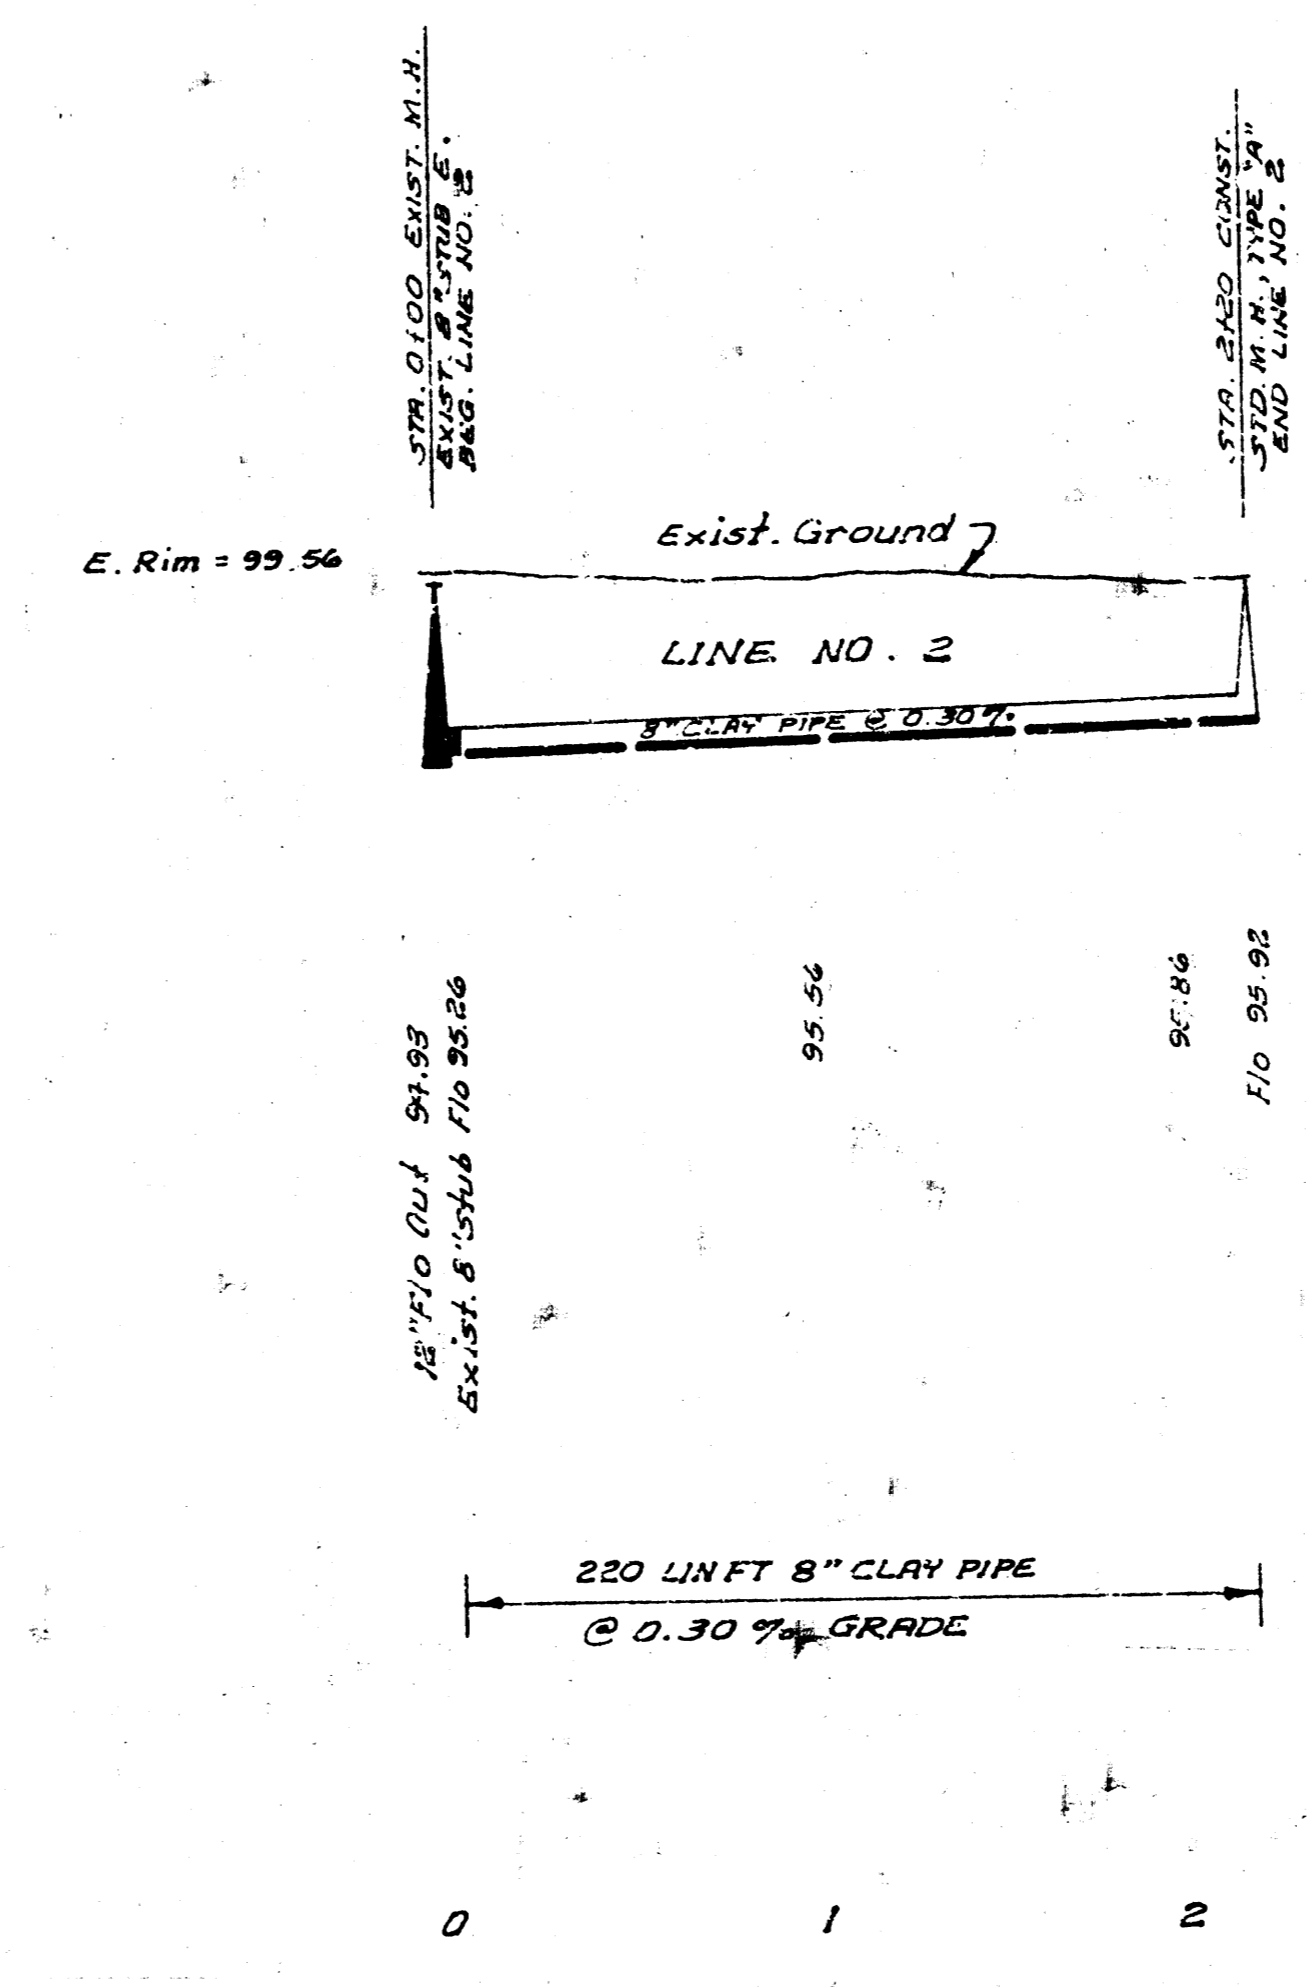 STA. 0+00 EXIST. M.H.
EXIST. 8" STUB E.
BEG. LINE NO. 2
STA. 2+20 CONST.
STD. M.H., TYPE "A"
END LINE NO. 2
E. Rim = 99.56
Exist. Ground
LINE NO. 2
8" CLAY PIPE @ 0.30%
Flo Out 94.93
Exist. 8" stub Flo 95.26
95.56
95.86
Flo 95.92
220 LIN FT 8" CLAY PIPE
@ 0.30 % GRADE
0
1
2